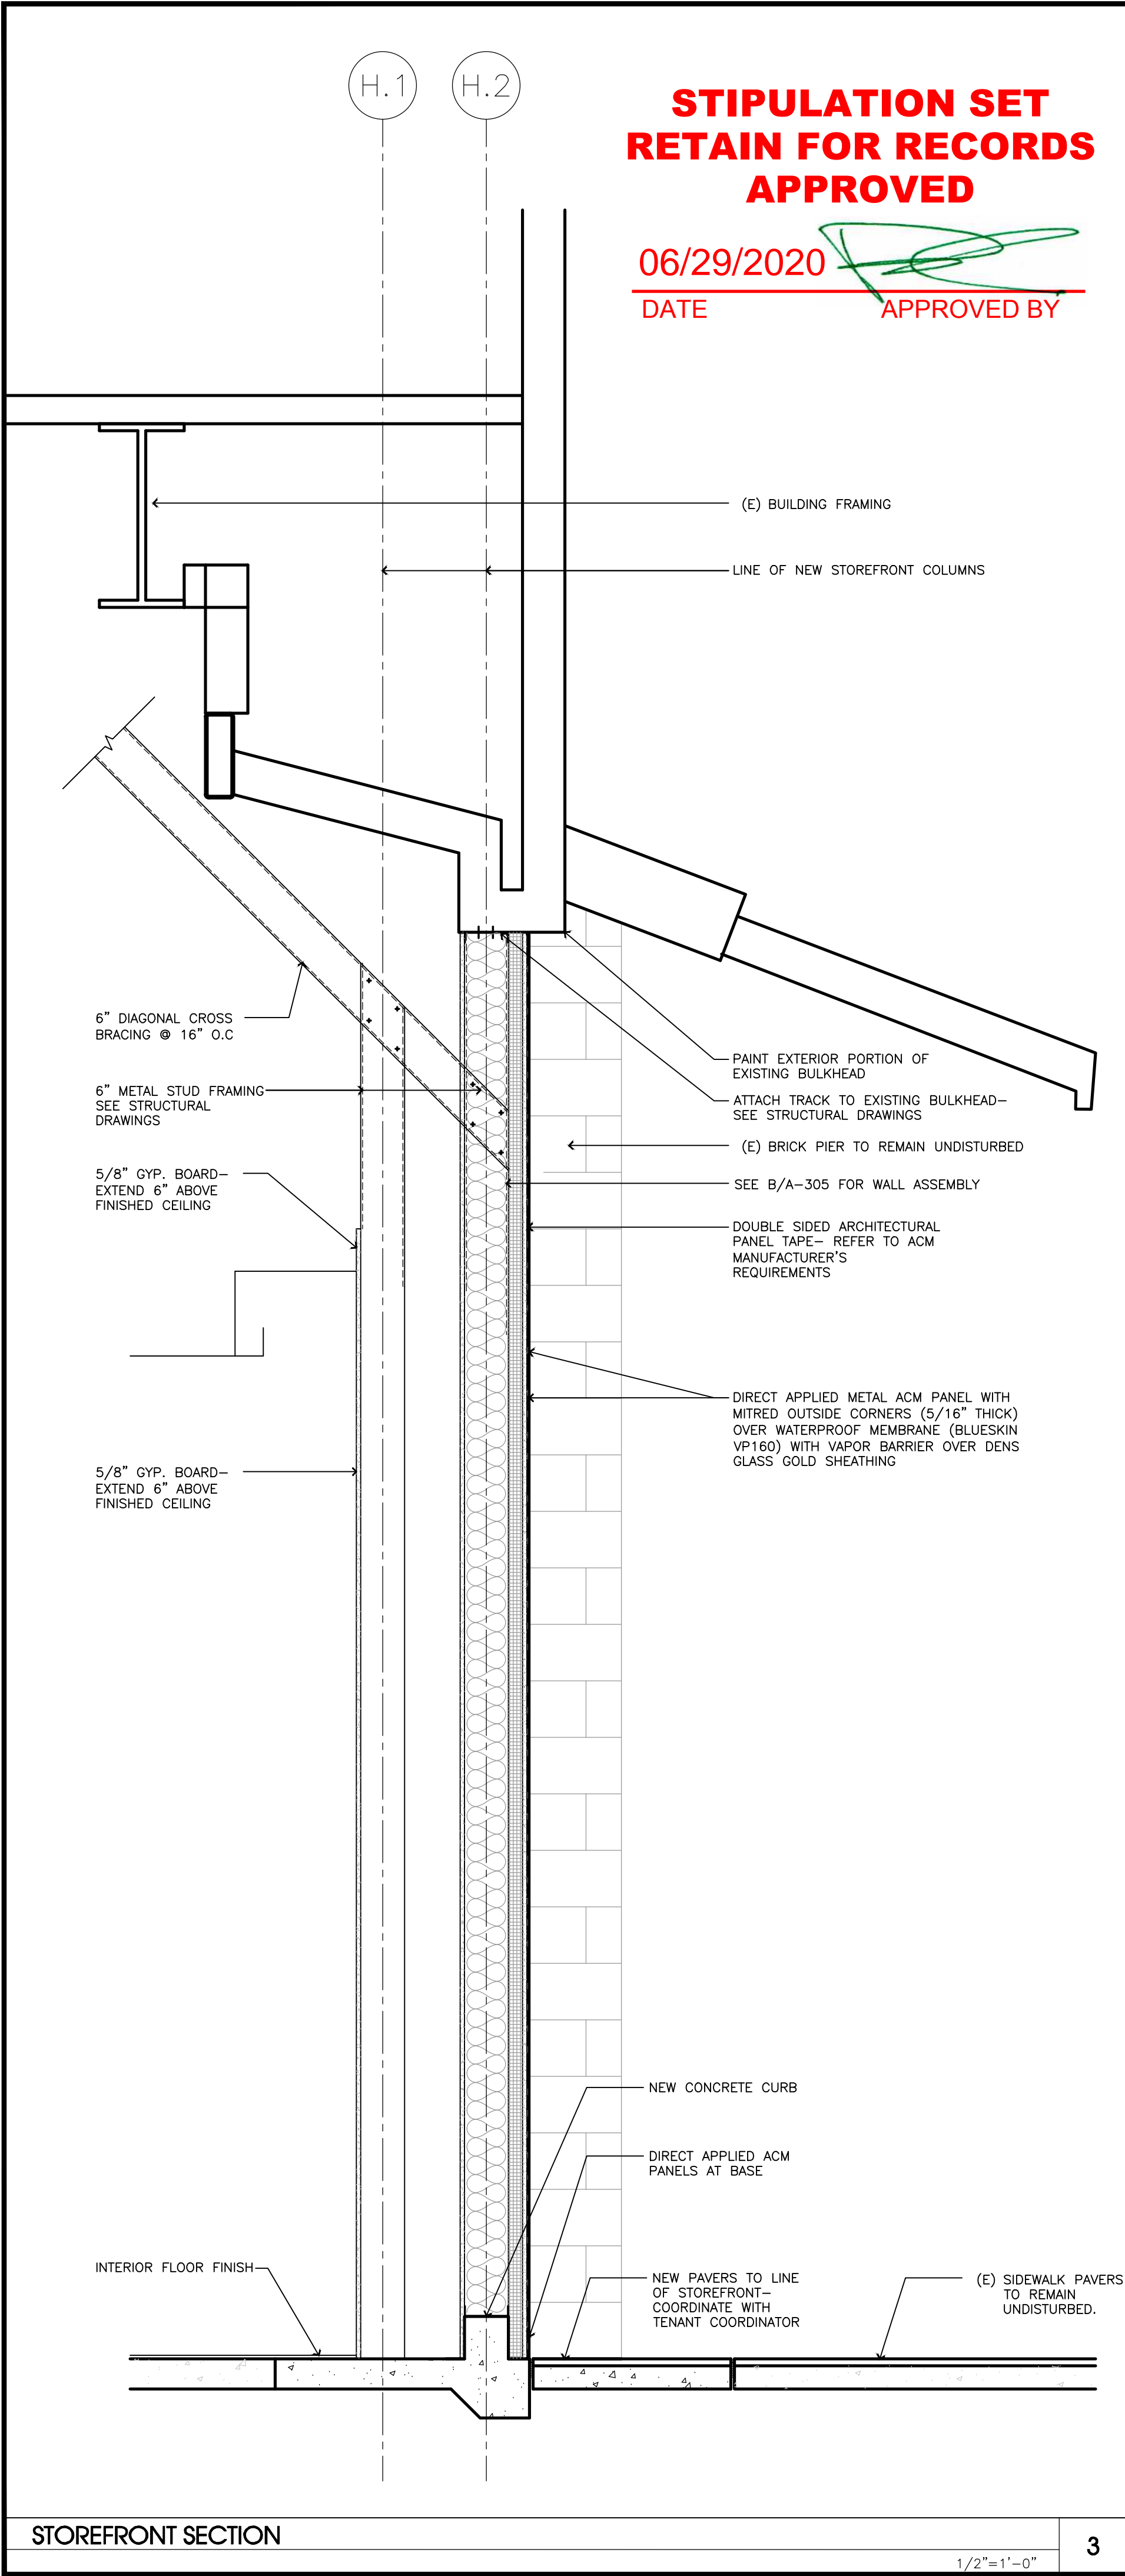 H.1
H.2
STIPULATION SET
RETAIN FOR RECORDS
APPROVED
06/29/2020
DATE
APPROVED BY
(E) BUILDING FRAMING
LINE OF NEW STOREFRONT COLUMNS
6" DIAGONAL CROSS
BRACING @ 16" O.C
6" METAL STUD FRAMING
SEE STRUCTURAL
DRAWINGS
5/8" GYP. BOARD-
EXTEND 6" ABOVE
FINISHED CEILING
PAINT EXTERIOR PORTION OF
EXISTING BULKHEAD
ATTACH TRACK TO EXISTING BULKHEAD-
SEE STRUCTURAL DRAWINGS
(E) BRICK PIER TO REMAIN UNDISTURBED
SEE B/A-305 FOR WALL ASSEMBLY
DOUBLE SIDED ARCHITECTURAL
PANEL TAPE- REFER TO ACM
MANUFACTURER'S
REQUIREMENTS
DIRECT APPLIED METAL ACM PANEL WITH
MITRED OUTSIDE CORNERS (5/16" THICK)
OVER WATERPROOF MEMBRANE (BLUESKIN
VP160) WITH VAPOR BARRIER OVER DENS
GLASS GOLD SHEATHING
5/8" GYP. BOARD-
EXTEND 6" ABOVE
FINISHED CEILING
NEW CONCRETE CURB
DIRECT APPLIED ACM
PANELS AT BASE
INTERIOR FLOOR FINISH
NEW PAVERS TO LINE
OF STOREFRONT-
COORDINATE WITH
TENANT COORDINATOR
(E) SIDEWALK PAVERS
TO REMAIN
UNDISTURBED.
STOREFRONT SECTION
1/2"=1'-0"
3